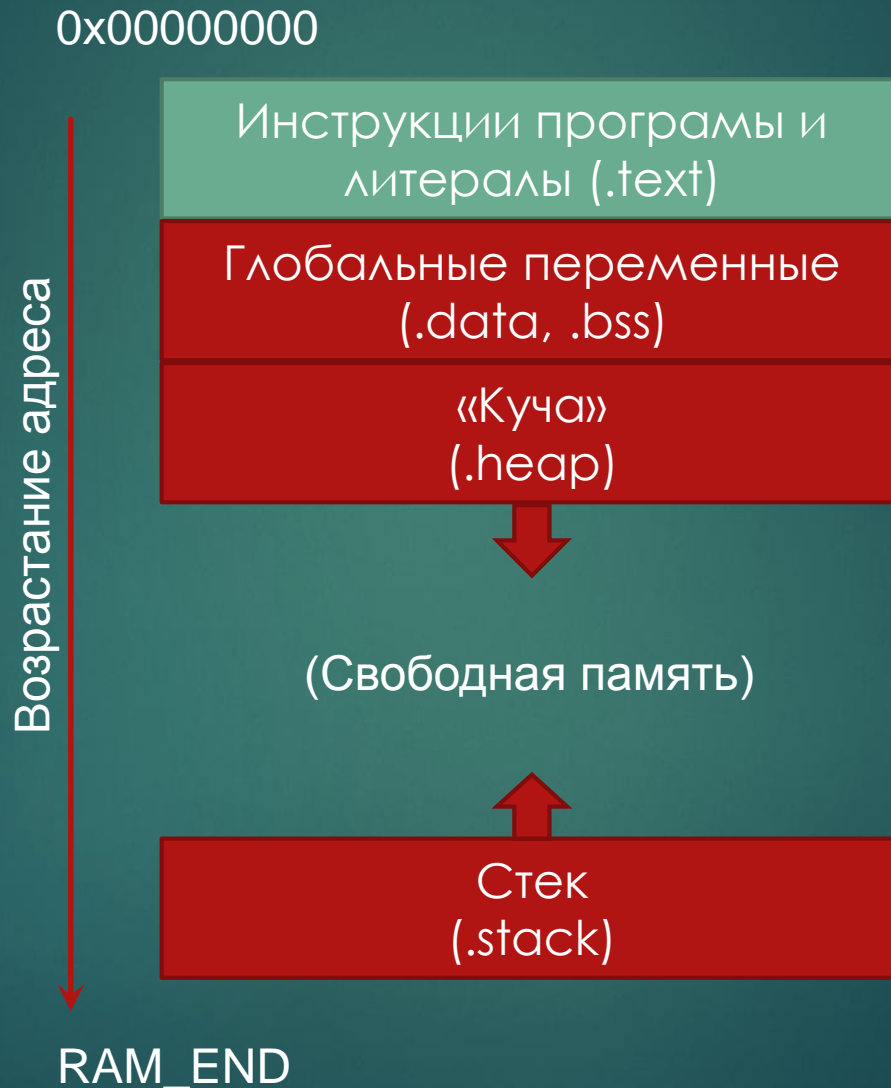 0x00000000
Инструкции програмы и
литералы (.text)
Глобальные переменные
(.data, .bss)
«Куча»
(.heap)
Возрастание адреса
(Свободная память)
Стек
(.stack)
RAM_END